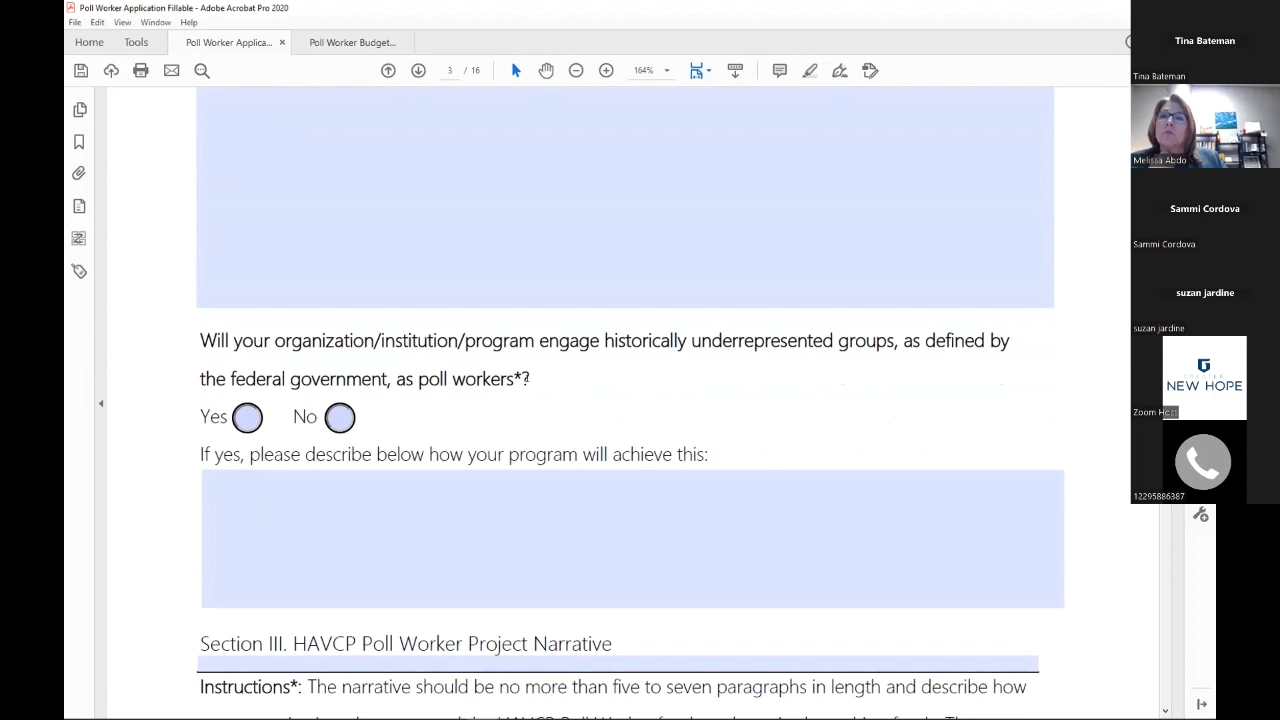 Poll Worker Application Fillable - Adobe Acrobat Pro 2020
File Edit View Window Help
Home Tools Poll Worker Applica... × Poll Worker Budget...
3 / 16 164%
Will your organization/institution/program engage historically underrepresented groups, as defined by
the federal government, as poll workers*?
Yes No
If yes, please describe below how your program will achieve this:
Section III. HAVCP Poll Worker Project Narrative
Instructions*: The narrative should be no more than five to seven paragraphs in length and describe how
Tina Bateman
Tina Bateman
Melissa Abdo
Sammi Cordova
Sammi Cordova
suzan jardine
suzan jardine
NEW HOPE
Zoom Host
12295886387